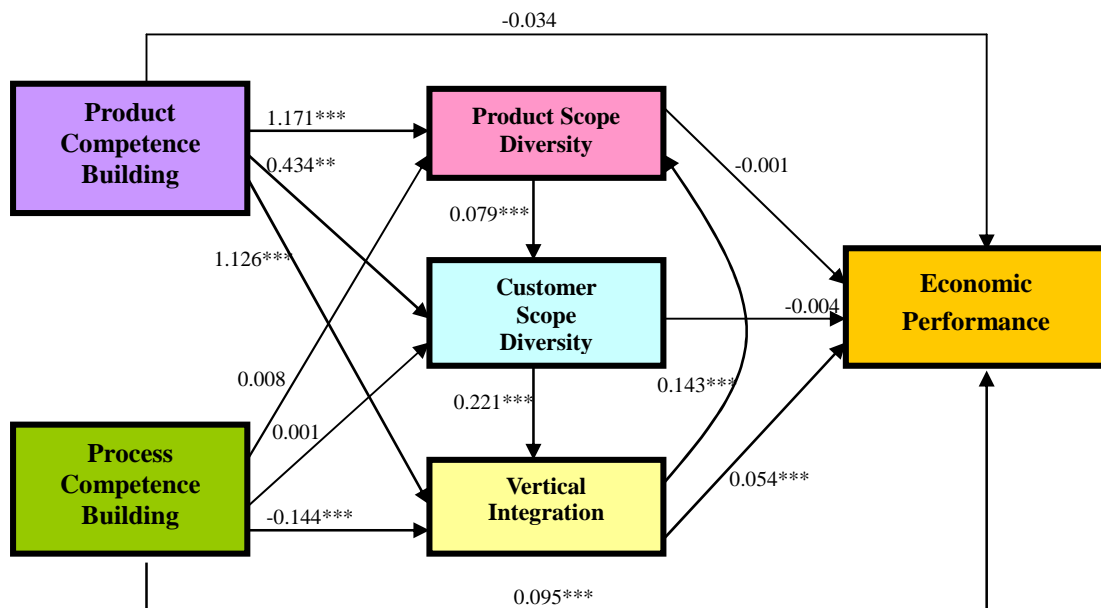 -0.034
Product
Competence
Building
1.171***
0.434**
1.126***
Product Scope
Diversity
-0.001
0.079***
Customer
Scope
Diversity
-0.004
Economic
Performance
0.008
0.001
0.221***
0.143***
Process
Competence
Building
-0.144***
Vertical
Integration
0.054***
0.095***